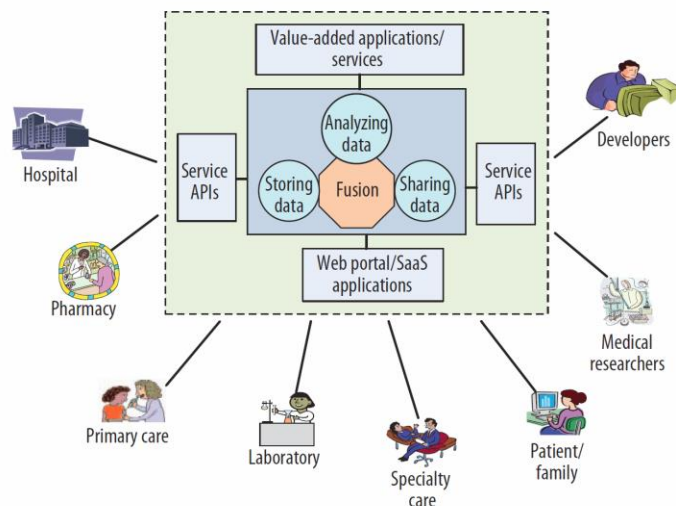 Value-added applications/
services
Analyzing
data
Service
APIs
Storing
data
Fusion
Sharing
data
Service
APIs
Web portal/SaaS
applications
Hospital
Developers
Pharmacy
Medical
researchers
Primary care
Laboratory
Specialty
care
Patient/
family